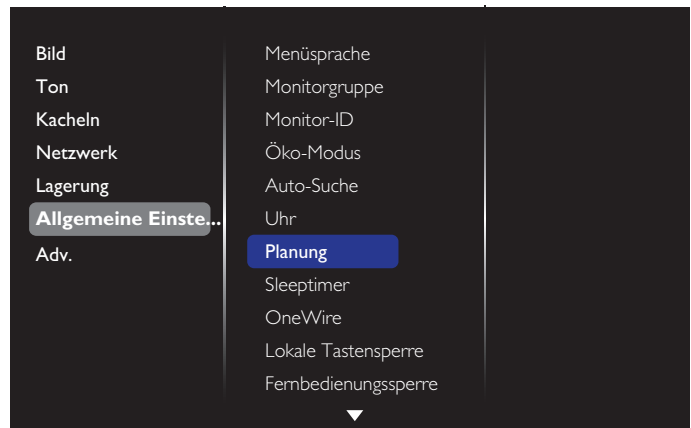 Bild
Ton
Kacheln
Netzwerk
Lagerung
Allgemeine Einste...
Adv.
Menüsprache
Monitorgruppe
Monitor-ID
Öko-Modus
Auto-Suche
Uhr
Planung
Sleeptimer
OneWire
Lokale Tastensperre
Fernbedienungssperre